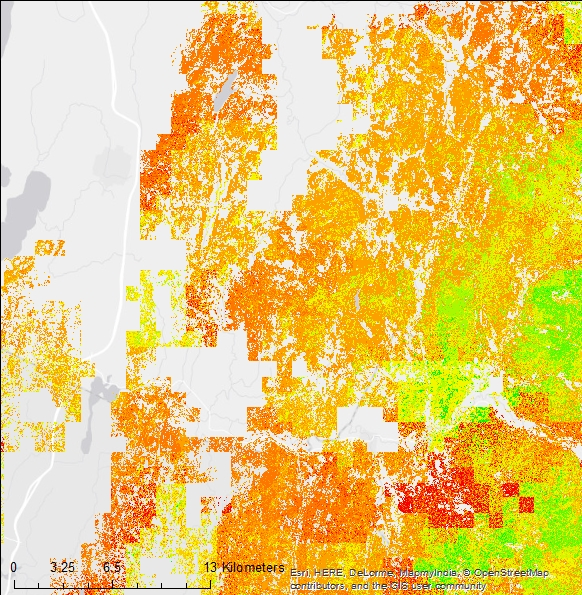 0 3.25 6.5 13 Kilometers
Esri, HERE, DeLorme, MapmyIndia, © OpenStreetMap
contributors, and the GIS user community